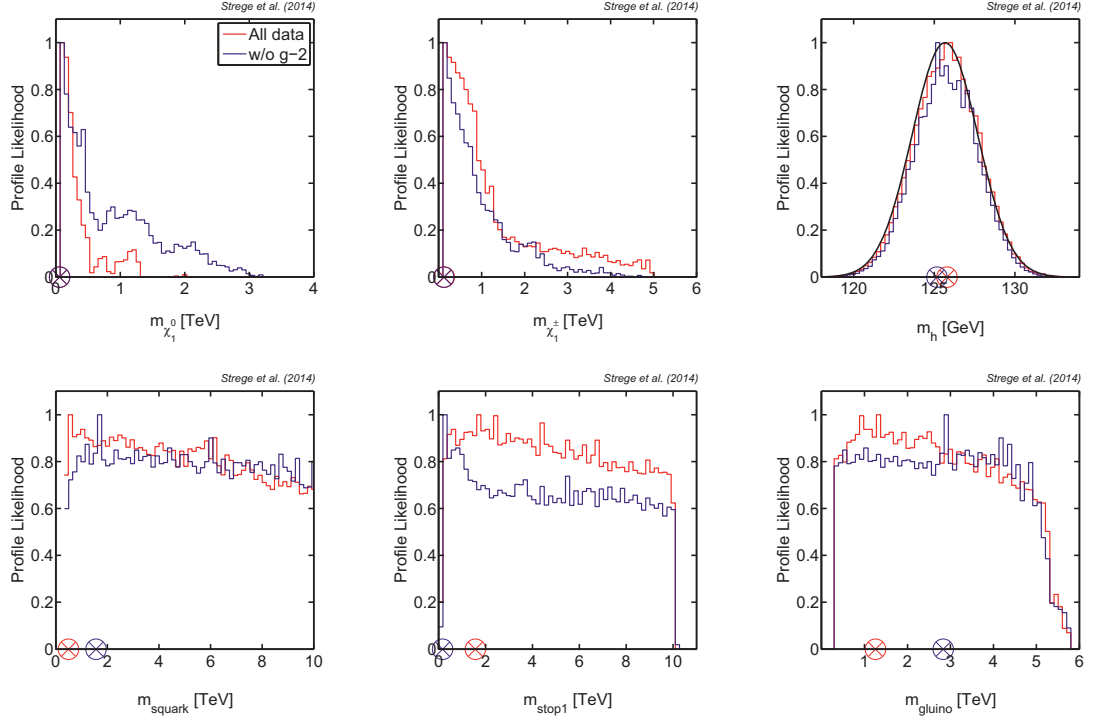 Strege et al. (2014)
Strege et al. (2014)
Strege et al. (2014)
All data
w/o g−2
Profile Likelihood
1
0.8
0.6
0.4
0.2
0
0 1 2 3 4
m χ̃₁⁰ [TeV]
Profile Likelihood
1
0.8
0.6
0.4
0.2
0
0 1 2 3 4 5 6
m χ̃₁± [TeV]
Profile Likelihood
1
0.8
0.6
0.4
0.2
0
120 125 130
m_h [GeV]
Strege et al. (2014)
Strege et al. (2014)
Strege et al. (2014)
Profile Likelihood
1
0.8
0.6
0.4
0.2
0
0 2 4 6 8 10
m_squark [TeV]
Profile Likelihood
1
0.8
0.6
0.4
0.2
0
0 2 4 6 8 10
m_stop1 [TeV]
Profile Likelihood
1
0.8
0.6
0.4
0.2
0
1 2 3 4 5 6
m_gluino [TeV]